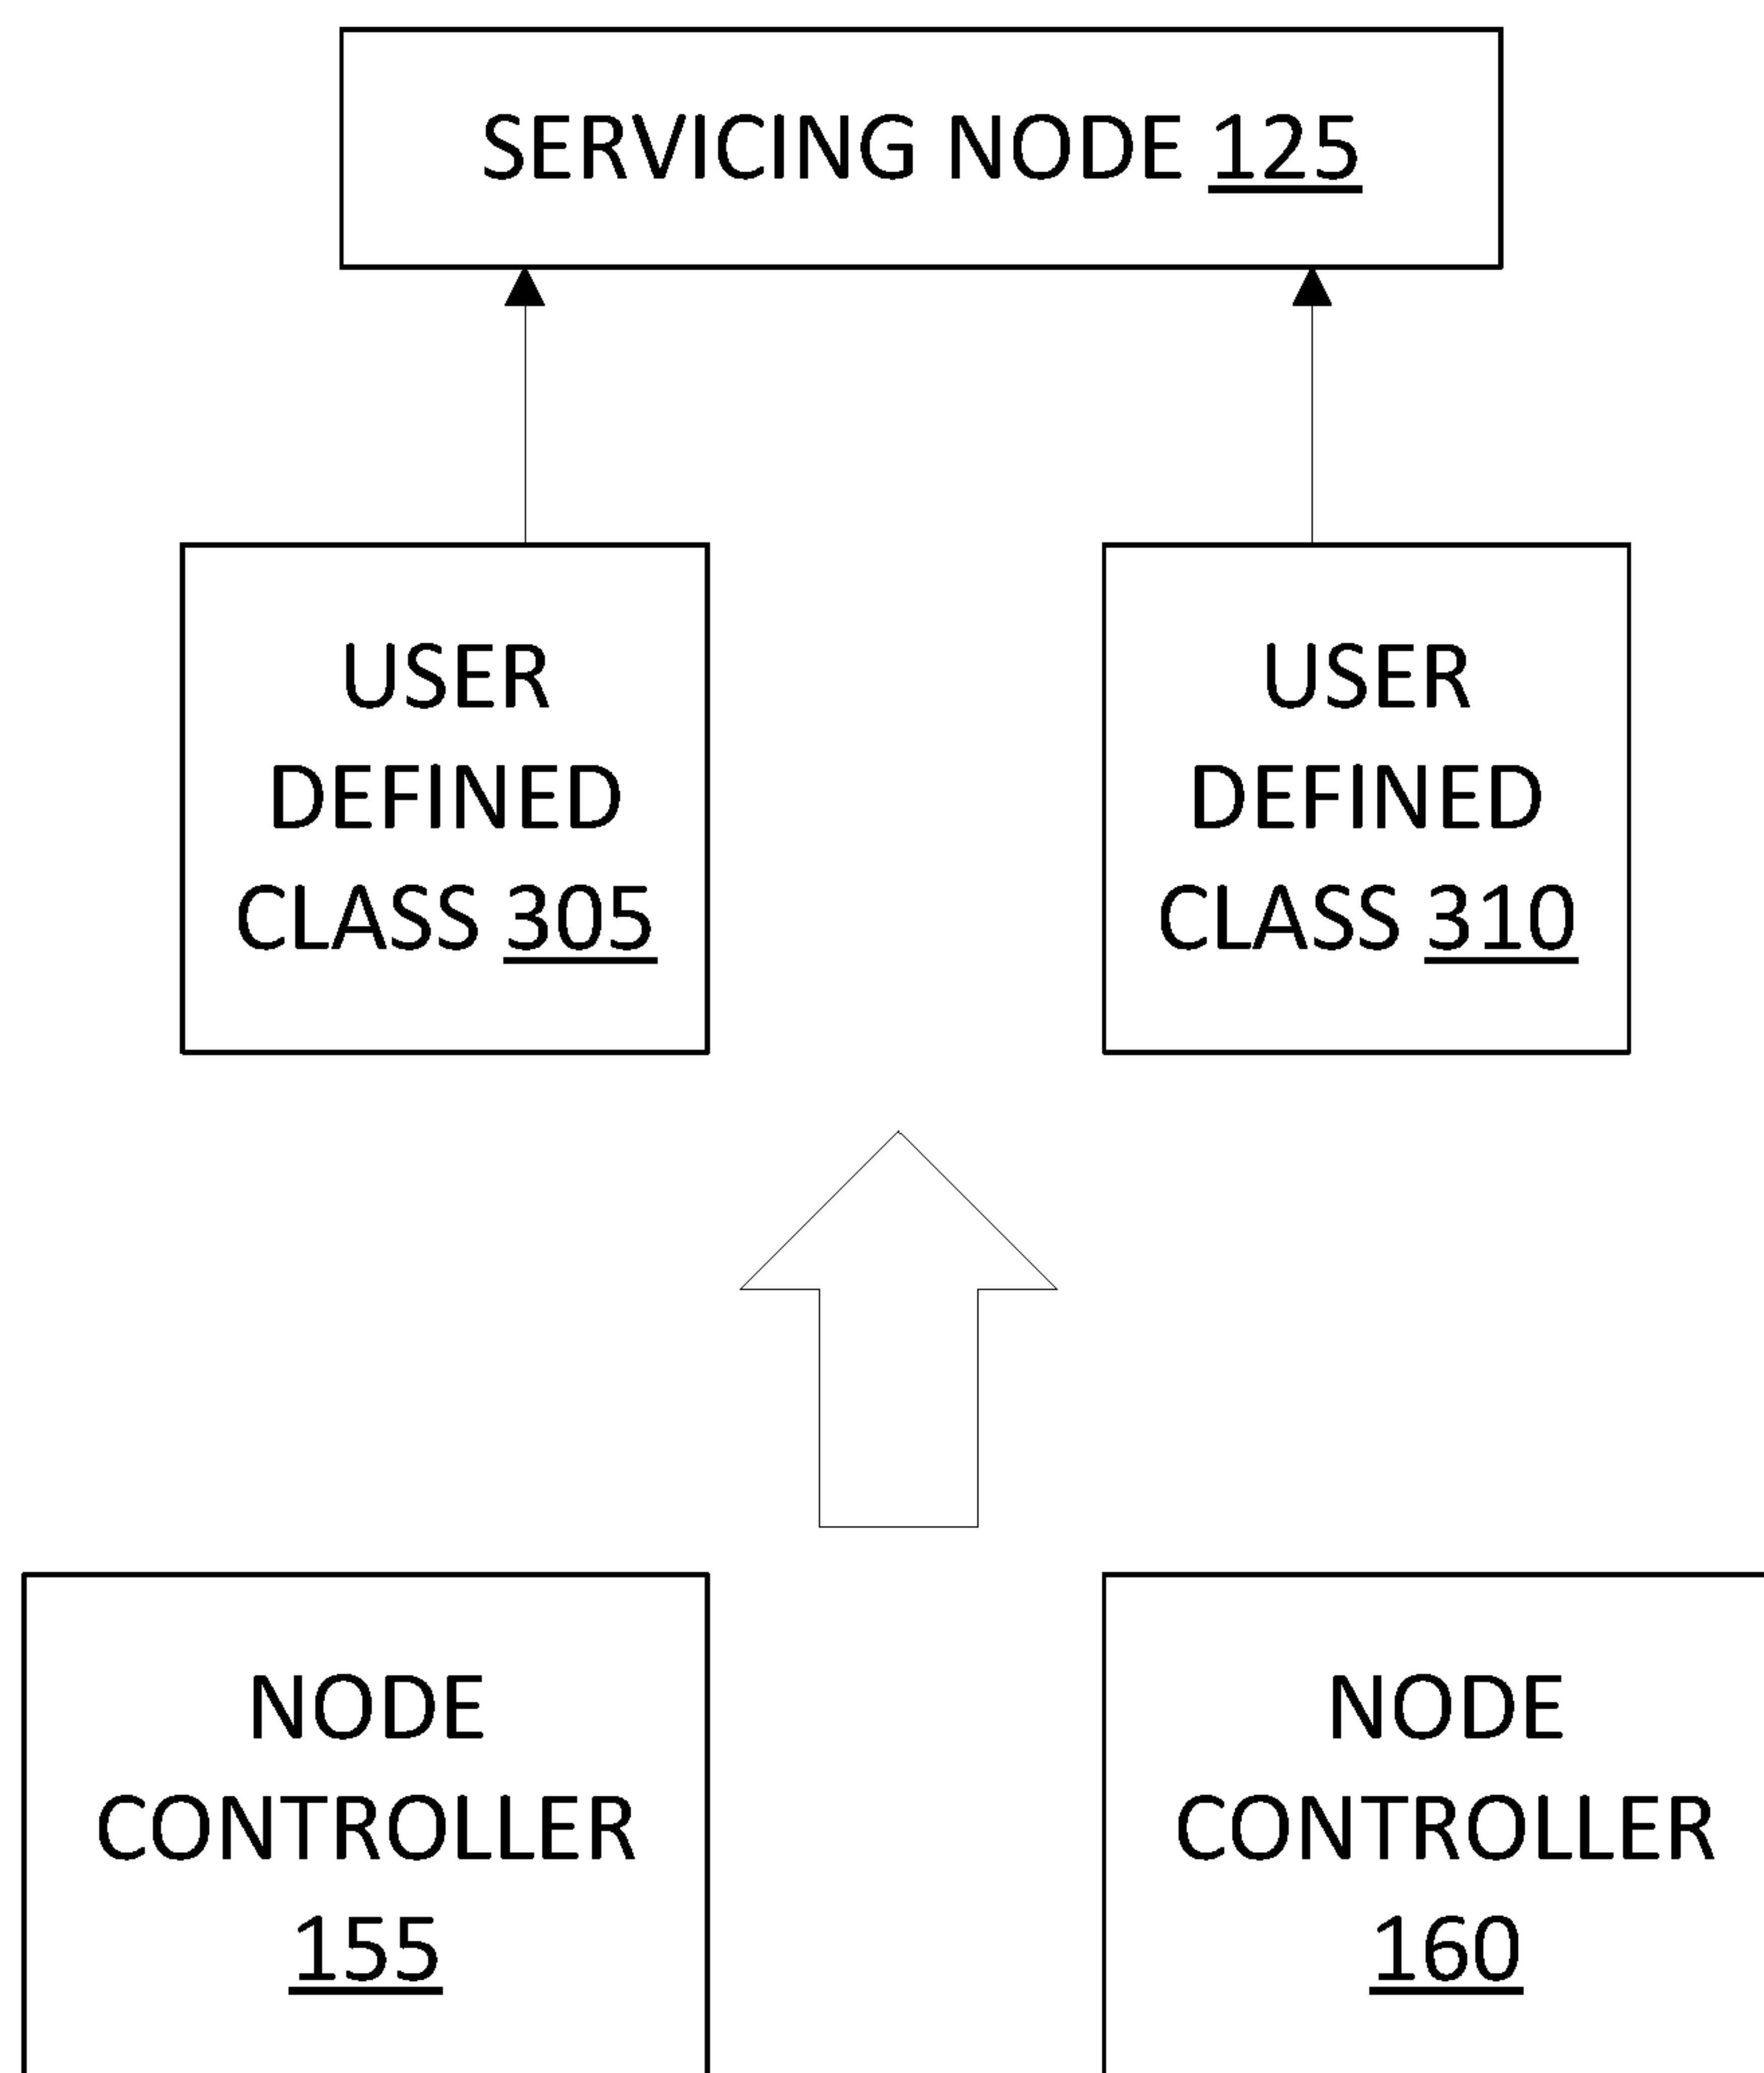 SERVICING NODE 125
USER
DEFINED
CLASS 305
USER
DEFINED
CLASS 310
NODE
CONTROLLER
155
NODE
CONTROLLER
160